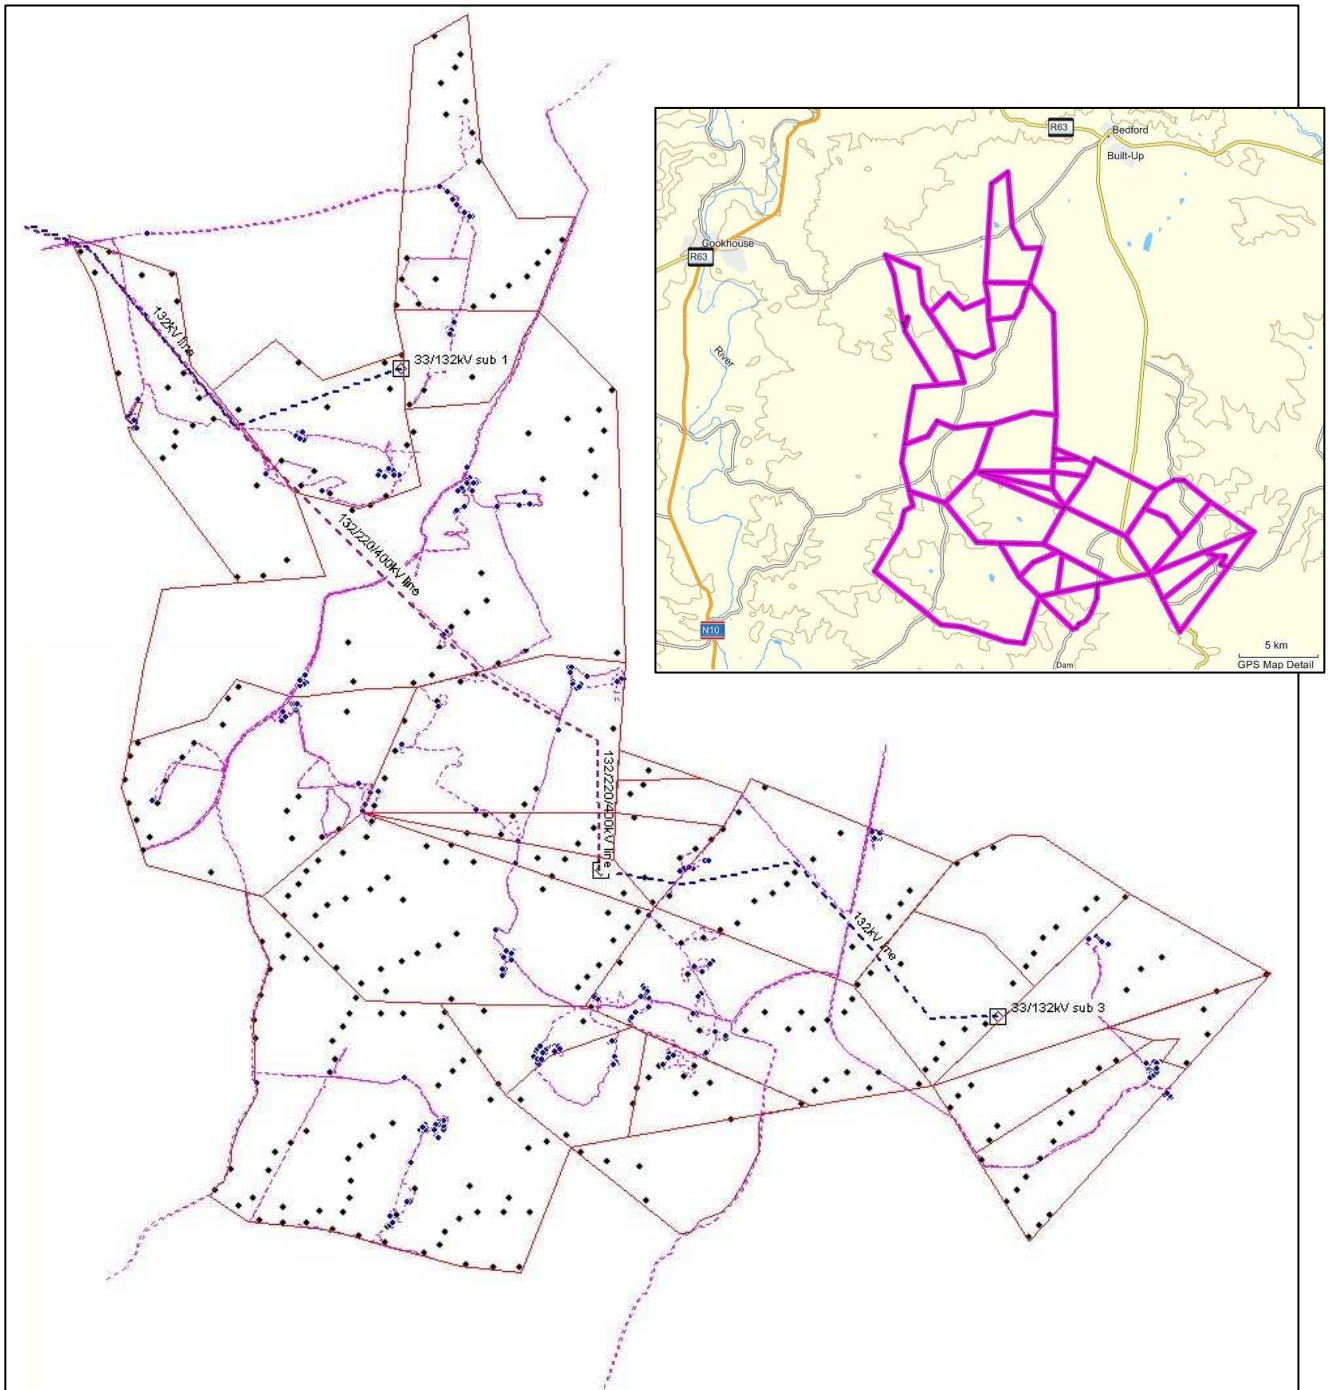 132kV line
33/132kV sub 1
132/220/400kV line
132/220/400kV line
132kV line
33/132kV sub 3
R63
Bedford
Built-Up
Cookhouse
R63
River
N10
Dam
5 km
GPS Map Detail